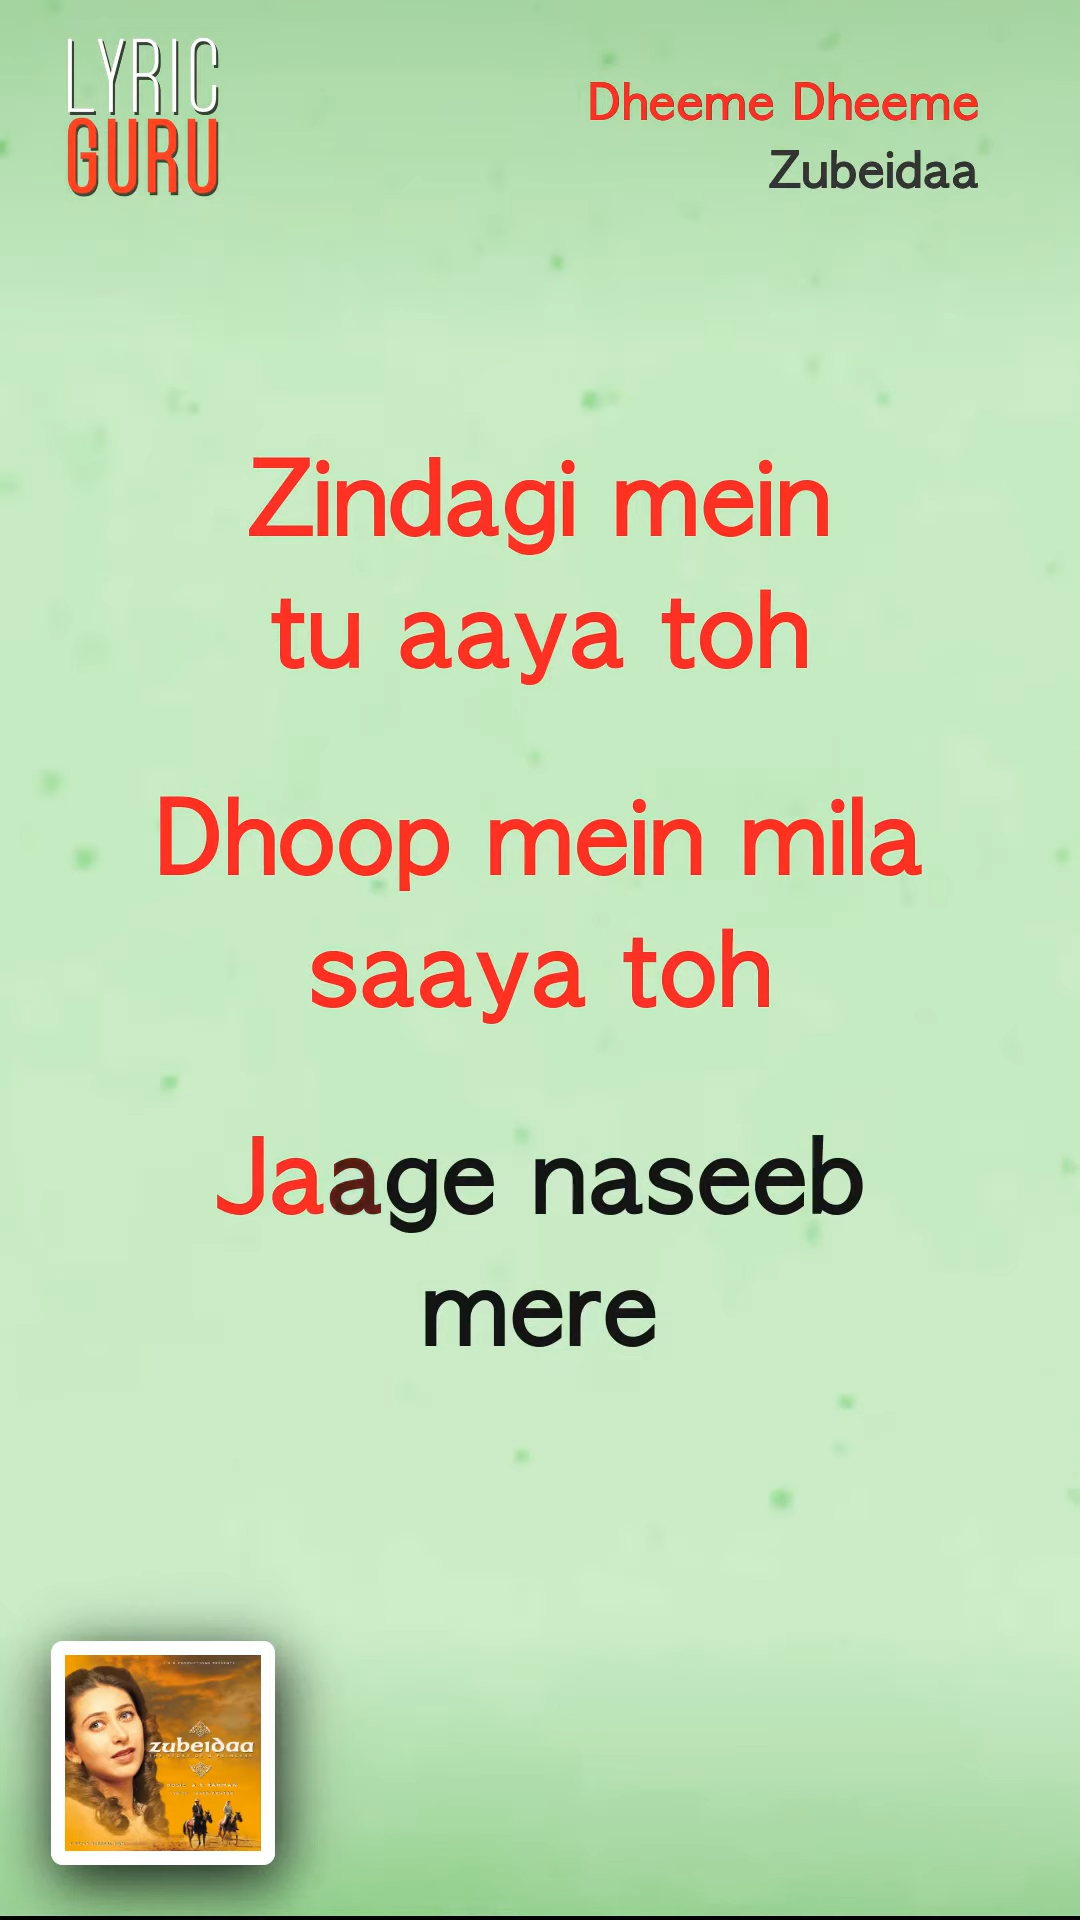 LYRIC
GURU
Dheeme Dheeme
Zubeidaa
Zindagi mein
tu aaya toh
Dhoop mein mila
saaya toh
Jaage naseeb
mere
zubeidaa